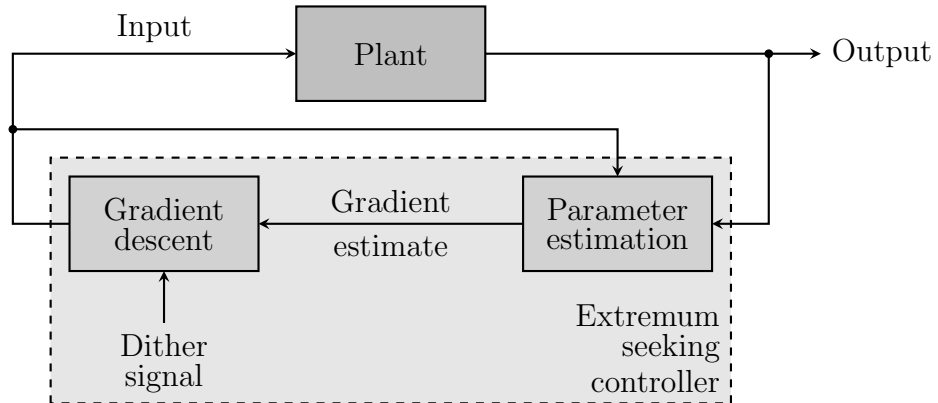 Input
Plant
Output
Gradient
descent
Gradient
estimate
Parameter
estimation
Dither
signal
Extremum
seeking
controller